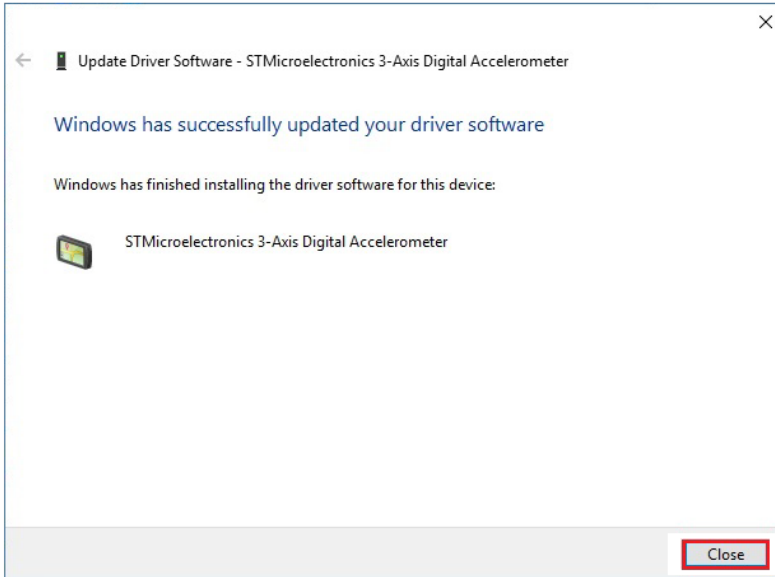 Update Driver Software - STMicroelectronics 3-Axis Digital Accelerometer
Windows has successfully updated your driver software
Windows has finished installing the driver software for this device:
STMicroelectronics 3-Axis Digital Accelerometer
Close